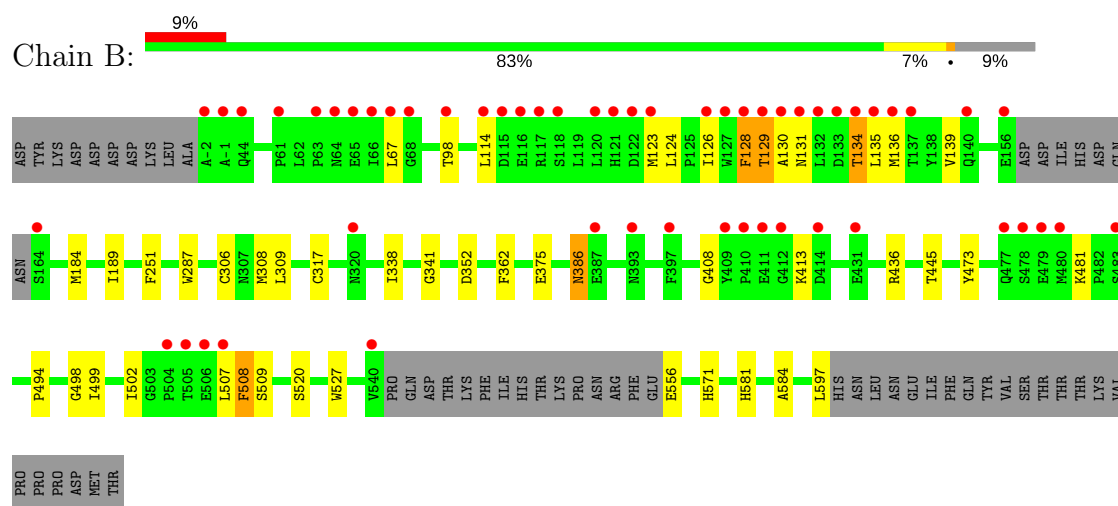 9%
Chain B:
83% 7% • 9%
ASP TYR LYS ASP ASP ASP ASP LYS LEU ALA A-2 A-1 Q44 P61 L62 P63 N64 E65 I66 L67 G68 T98 L114 D115 E116 R117 S118 L119 L120 H121 D122 M123 L124 P125 I126 W127 F128 T129 A130 N131 L132 D133 T134 L135 M136 T137 Y138 V139 Q140 E156 ASP ASP ILE HIS ASP GLN
ASN S164 M184 I189 F251 W287 C306 N307 M308 L309 C317 N320 I338 G341 D352 F362 E375 N386 E387 N393 F397 G408 Y409 P410 E411 G412 K413 D414 E431 R436 T445 Y473 Q477 S478 E479 M480 K481 P482 S483
P494 G498 I499 I502 G503 P504 T505 E506 L507 F508 S509 S520 W527 V540 PRO GLN ASP THR LYS PHE ILE HIS THR LYS PRO ASN ARG PHE GLU E556 H571 H581 A584 L597 HIS ASN LEU ASN GLU ILE PHE GLN TYR VAL SER THR THR THR LYS VAL
PRO PRO PRO ASP MET THR